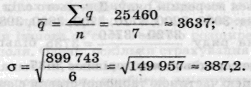 q̅ = ∑q / n = 25 460 / 7 ≈ 3637;
σ = √(899 743 / 6) = √149 957 ≈ 387,2.